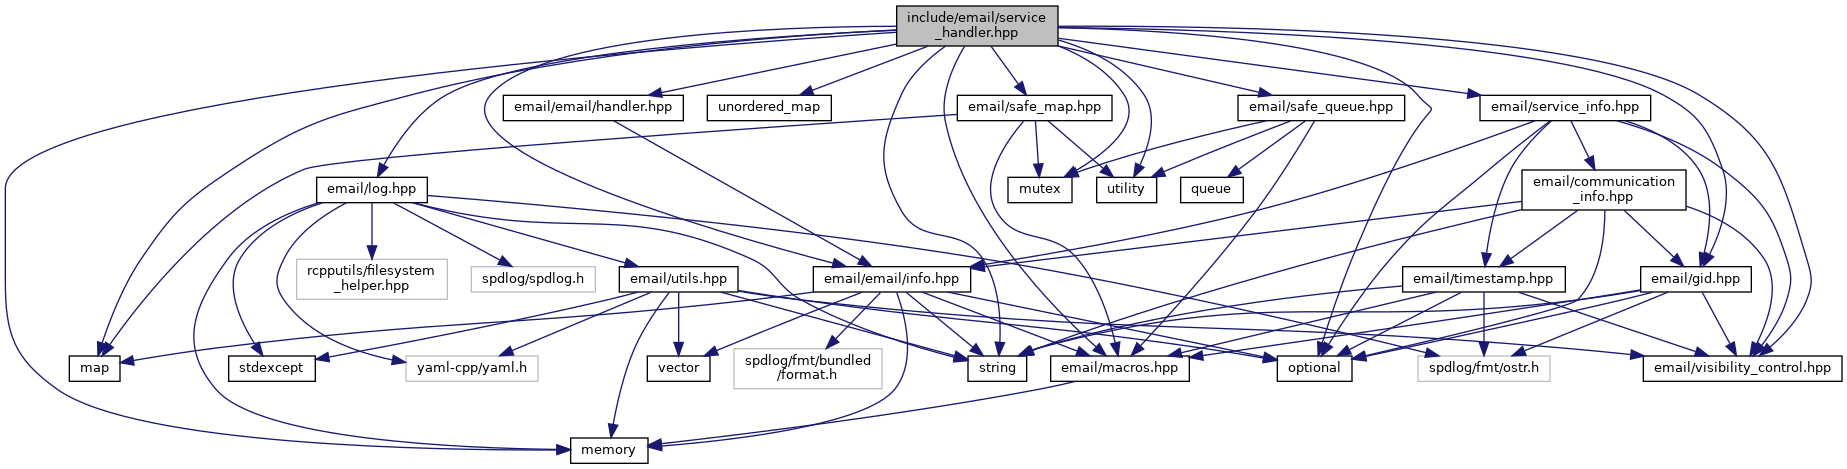 include/email/service
_handler.hpp
email/email/handler.hpp
unordered_map
email/safe_map.hpp
email/safe_queue.hpp
email/service_info.hpp
email/log.hpp
mutex
utility
queue
email/communication
_info.hpp
rcpputils/filesystem
_helper.hpp
spdlog/spdlog.h
email/utils.hpp
email/email/info.hpp
email/timestamp.hpp
email/gid.hpp
map
stdexcept
yaml-cpp/yaml.h
vector
spdlog/fmt/bundled
/format.h
string
email/macros.hpp
optional
spdlog/fmt/ostr.h
email/visibility_control.hpp
memory